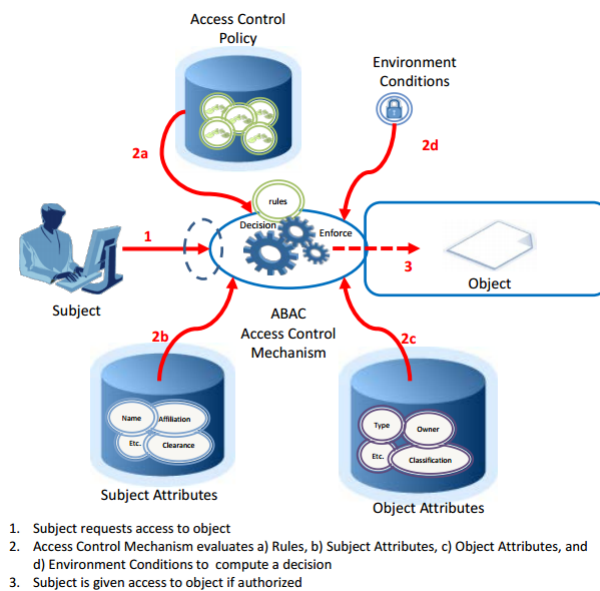 Access Control
Policy
Environment
Conditions
2a
2d
rules
Decision
Enforce
1
3
Subject
Object
ABAC
Access Control
Mechanism
2b
2c
Name
Affiliation
Etc.
Clearance
Type
Owner
Etc.
Classification
Subject Attributes
Object Attributes
1. Subject requests access to object
2. Access Control Mechanism evaluates a) Rules, b) Subject Attributes, c) Object Attributes, and
d) Environment Conditions to compute a decision
3. Subject is given access to object if authorized